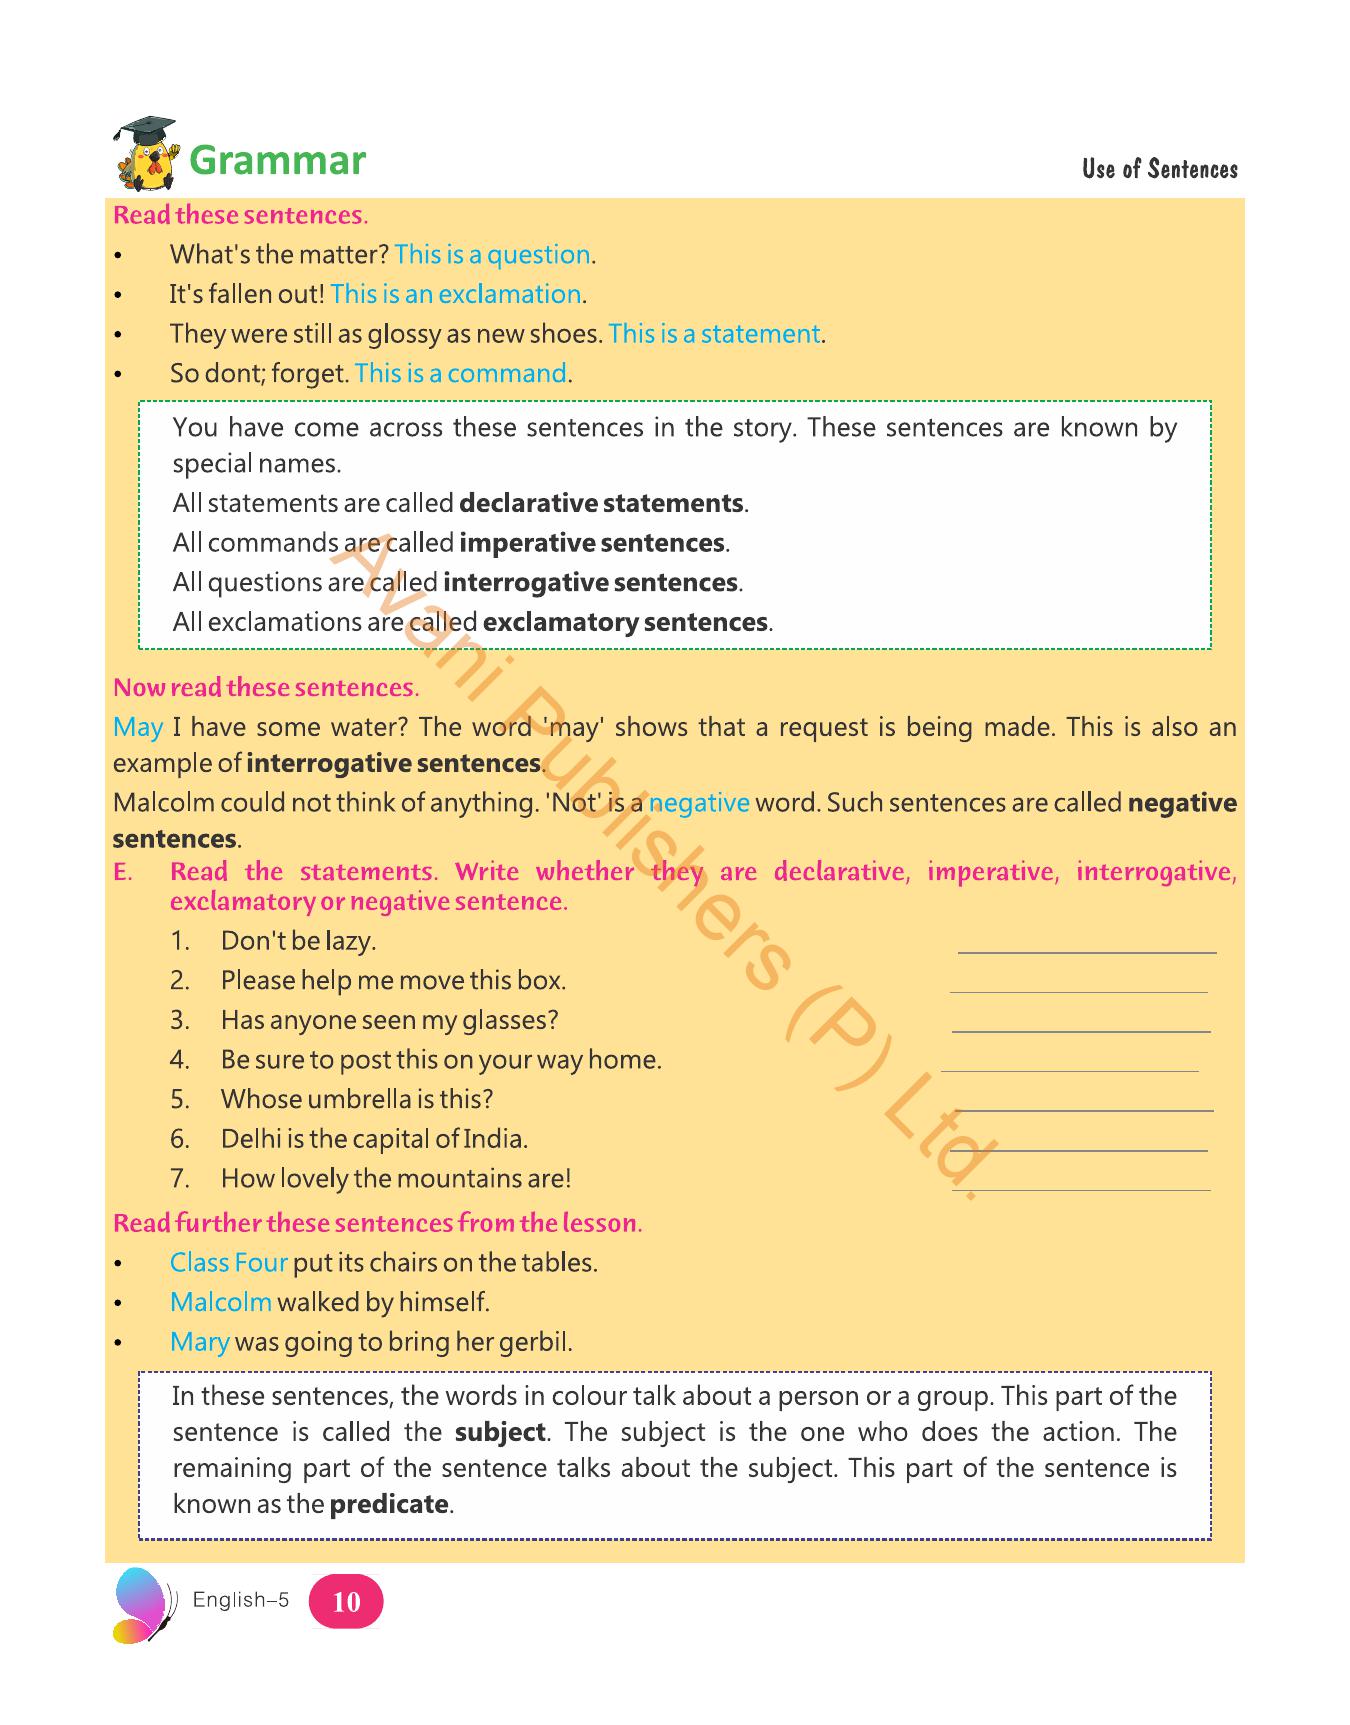 Grammar
Use of Sentences
Read these sentences.
• What's the matter? This is a question.
• It's fallen out! This is an exclamation.
• They were still as glossy as new shoes. This is a statement.
• So dont; forget. This is a command.
You have come across these sentences in the story. These sentences are known by
special names.
All statements are called declarative statements.
All commands are called imperative sentences.
All questions are called interrogative sentences.
All exclamations are called exclamatory sentences.
Now read these sentences.
May I have some water? The word 'may' shows that a request is being made. This is also an
example of interrogative sentences.
Malcolm could not think of anything. 'Not' is a negative word. Such sentences are called negative
sentences.
E. Read the statements. Write whether they are declarative, imperative, interrogative,
exclamatory or negative sentence.
1. Don't be lazy.
2. Please help me move this box.
3. Has anyone seen my glasses?
4. Be sure to post this on your way home.
5. Whose umbrella is this?
6. Delhi is the capital of India.
7. How lovely the mountains are!
Read further these sentences from the lesson.
• Class Four put its chairs on the tables.
• Malcolm walked by himself.
• Mary was going to bring her gerbil.
In these sentences, the words in colour talk about a person or a group. This part of the
sentence is called the subject. The subject is the one who does the action. The
remaining part of the sentence talks about the subject. This part of the sentence is
known as the predicate.
English–5 10
Avani Publishers (P) Ltd.